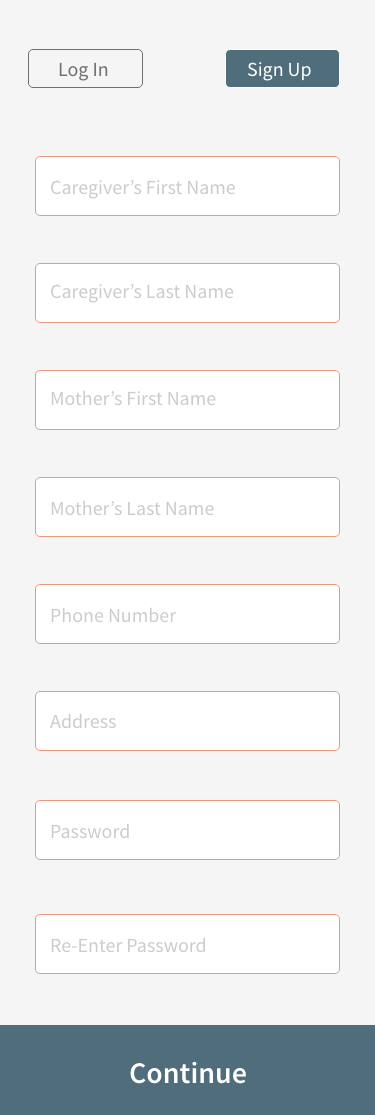 Log In
Sign Up
Caregiver’s First Name
Caregiver’s Last Name
Mother’s First Name
Mother’s Last Name
Phone Number
Address
Password
Re-Enter Password
Continue